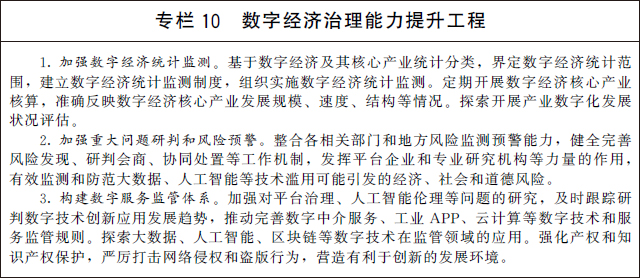 专栏 10 数字经济治理能力提升工程
1. 加强数字经济统计监测。基于数字经济及其核心产业统计分类，界定数字经济统计范
围，建立数字经济统计监测制度，组织实施数字经济统计监测。定期开展数字经济核心产业
核算，准确反映数字经济核心产业发展规模、速度、结构等情况。探索开展产业数字化发展
状况评估。
2. 加强重大问题研判和风险预警。整合各相关部门和地方风险监测预警能力，健全完善
风险发现、研判会商、协同处置等工作机制，发挥平台企业和专业研究机构等力量的作用，
有效监测和防范大数据、人工智能等技术滥用可能引发的经济、社会和道德风险。
3. 构建数字服务监管体系。加强对平台治理、人工智能伦理等问题的研究，及时跟踪研
判数字技术创新应用发展趋势，推动完善数字中介服务、工业 APP、云计算等数字技术和服
务监管规则。探索大数据、人工智能、区块链等数字技术在监管领域的应用。强化产权和知
识产权保护，严厉打击网络侵权和盗版行为，营造有利于创新的发展环境。